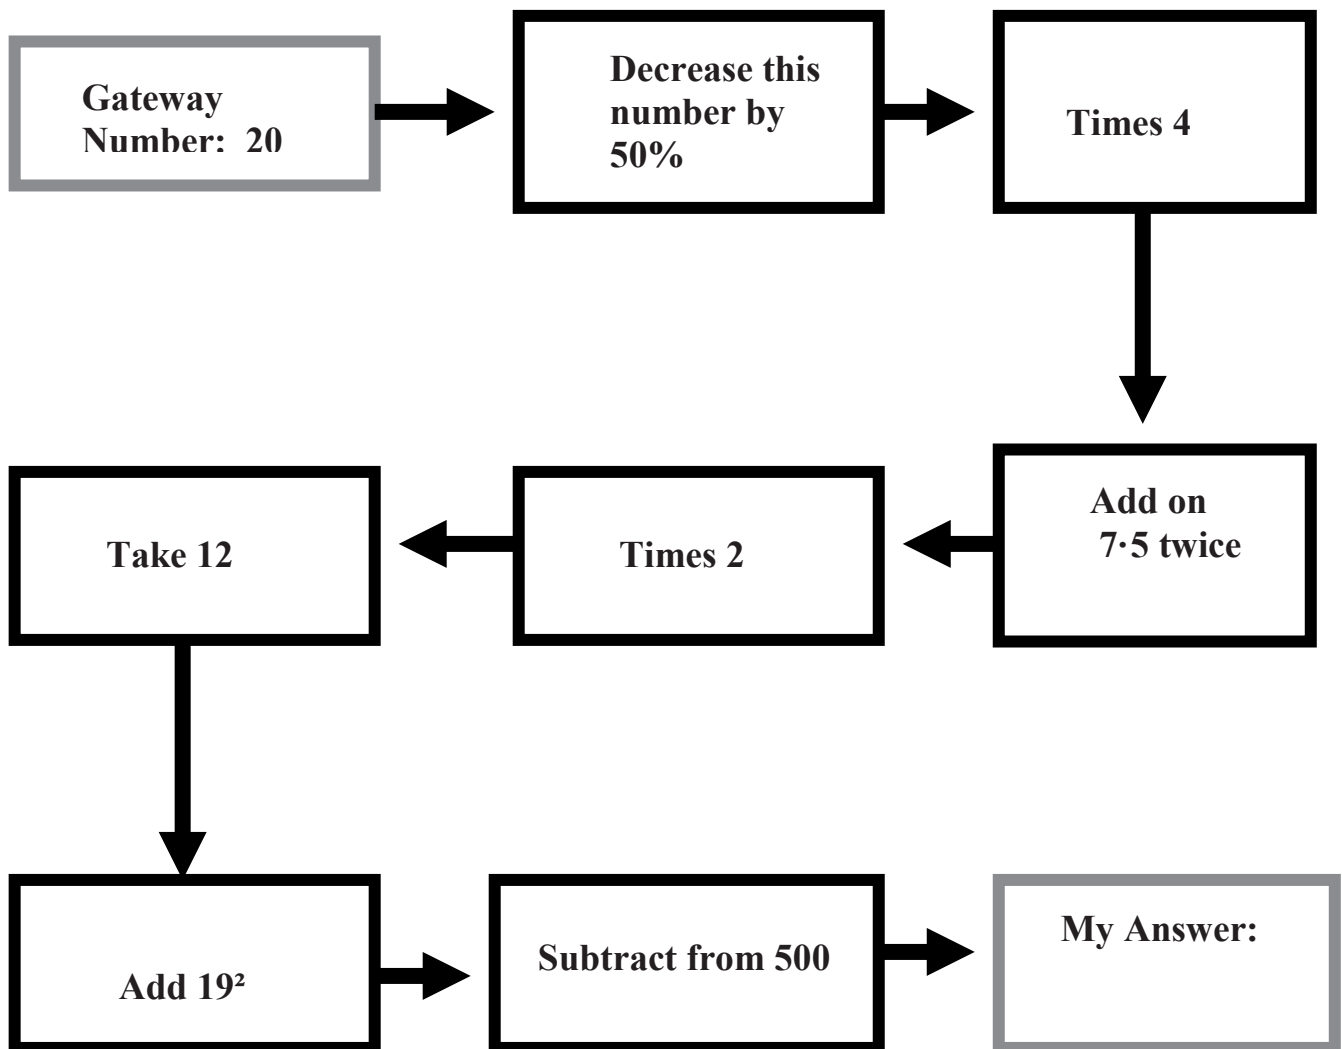 Gateway
Number: 20
Decrease this
number by
50%
Times 4
Add on
7·5 twice
Times 2
Take 12
Add 19²
Subtract from 500
My Answer: